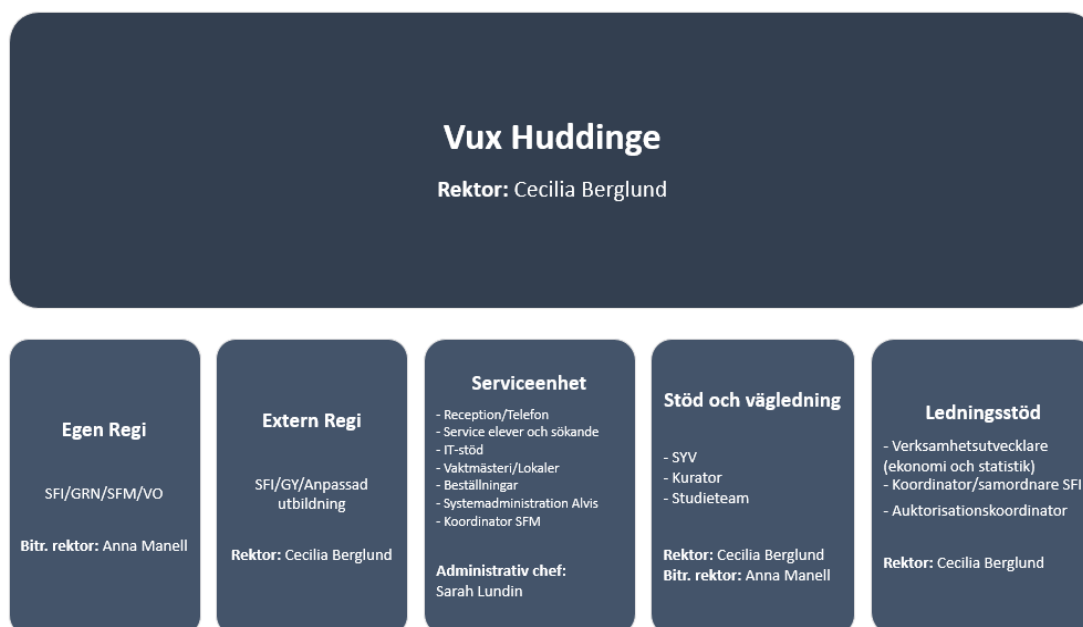 Vux Huddinge
Rektor: Cecilia Berglund
Egen Regi
SFI/GRN/SFM/VO
Bitr. rektor: Anna Manell
Extern Regi
SFI/GY/Anpassad
utbildning
Rektor: Cecilia Berglund
Serviceenhet
- Reception/Telefon
- Service elever och sökande
- IT-stöd
- Vaktmästeri/Lokaler
- Beställningar
- Systemadministration Alvis
- Koordinator SFM
Administrativ chef:
Sarah Lundin
Stöd och vägledning
- SYV
- Kurator
- Studieteam
Rektor: Cecilia Berglund
Bitr. rektor: Anna Manell
Ledningsstöd
- Verksamhetsutvecklare
(ekonomi och statistik)
- Koordinator/samordnare SFI
- Auktorisationskoordinator
Rektor: Cecilia Berglund